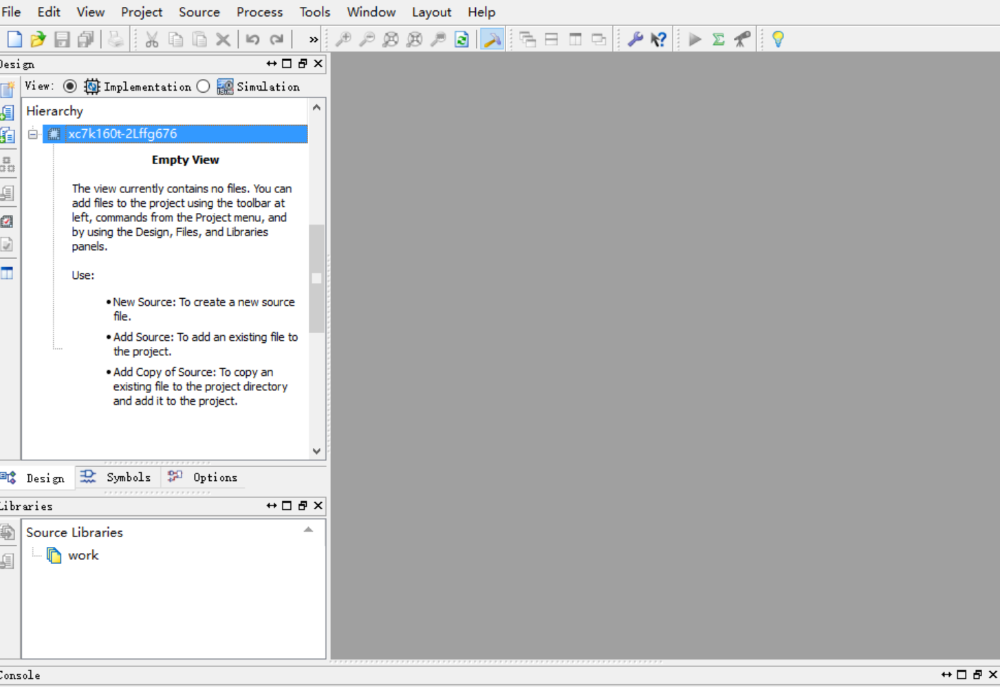 File Edit View Project Source Process Tools Window Layout Help
»
Design
View: Implementation Simulation
Hierarchy
xc7k160t-2Lffg676
Empty View
The view currently contains no files. You can
add files to the project using the toolbar at
left, commands from the Project menu, and
by using the Design, Files, and Libraries
panels.
Use:
•New Source: To create a new source
file.
•Add Source: To add an existing file to
the project.
•Add Copy of Source: To copy an
existing file to the project directory
and add it to the project.
Design Symbols Options
Libraries
Source Libraries
work
Console